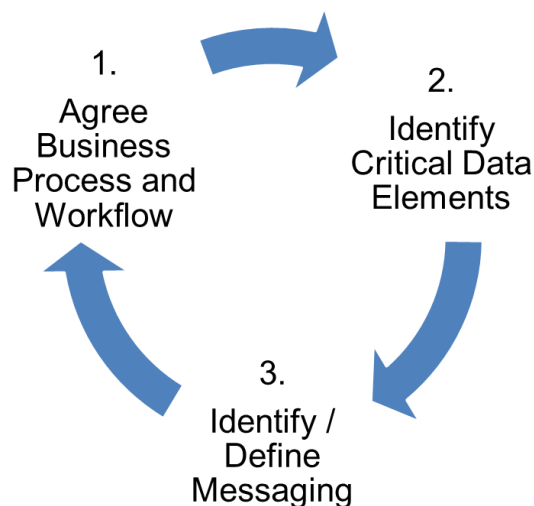 1.
Agree
Business
Process and
Workflow
2.
Identify
Critical Data
Elements
3.
Identify /
Define
Messaging